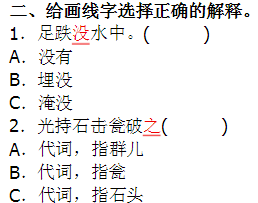 二、给画线字选择正确的解释。
1. 足跌没水中。(　　　)
A. 没有
B. 埋没
C. 淹没
2. 光持石击瓮破之(　　　)
A. 代词，指群儿
B. 代词，指瓮
C. 代词，指石头